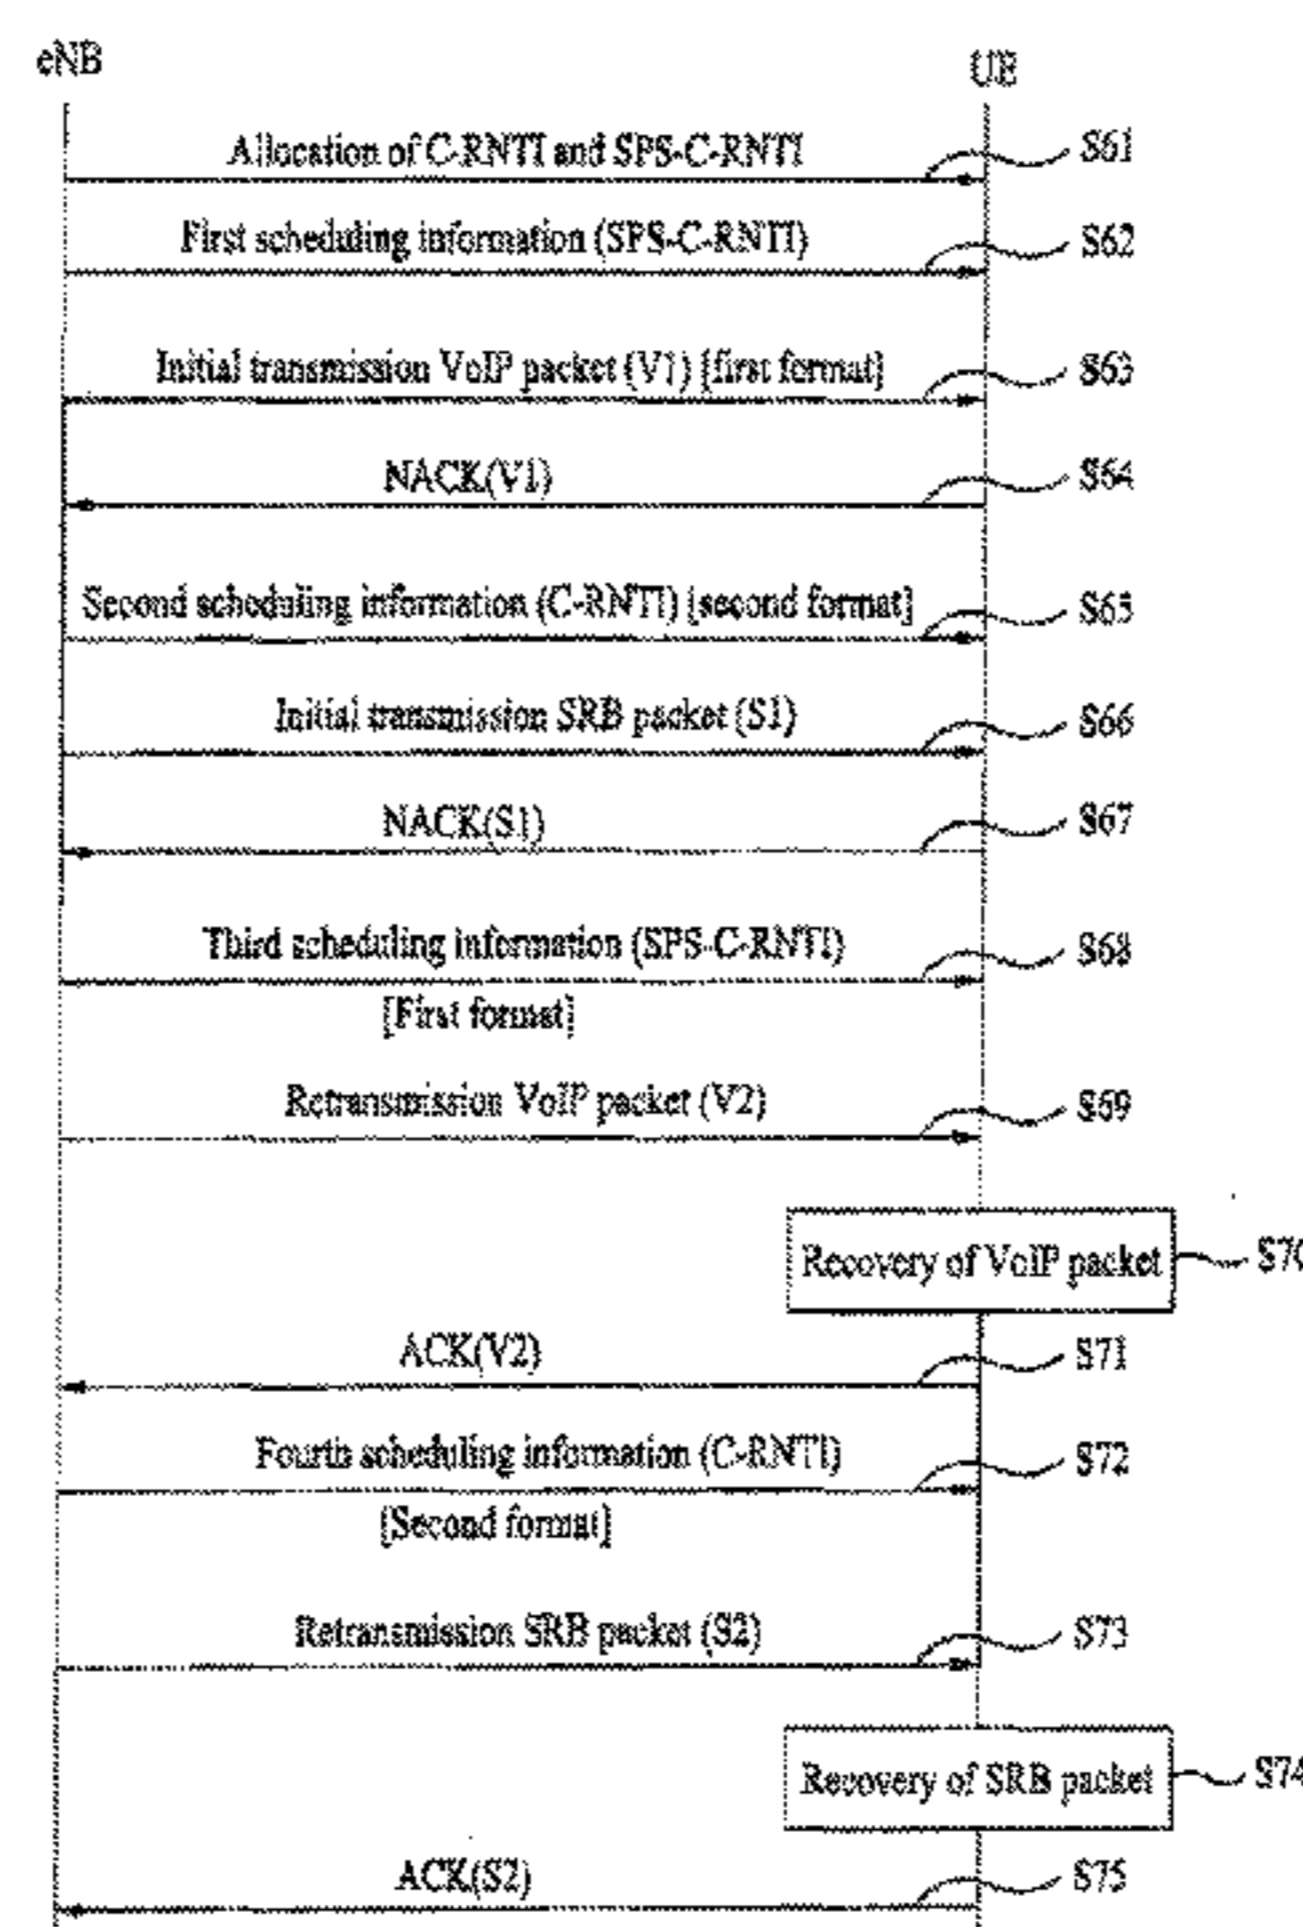 eNB
UE
Allocation of C-RNTI and SPS-C-RNTI
S61
First scheduling information (SPS-C-RNTI)
S62
Initial transmission VoIP packet (V1) [first format]
S63
NACK(V1)
S64
Second scheduling information (C-RNTI) [second format]
S65
Initial transmission SRB packet (S1)
S66
NACK(S1)
S67
Third scheduling information (SPS-C-RNTI)
S68
[First format]
Retransmission VoIP packet (V2)
S69
Recovery of VoIP packet
S70
ACK(V2)
S71
Fourth scheduling information (C-RNTI)
S72
[Second format]
Retransmission SRB packet (S2)
S73
Recovery of SRB packet
S74
ACK(S2)
S75